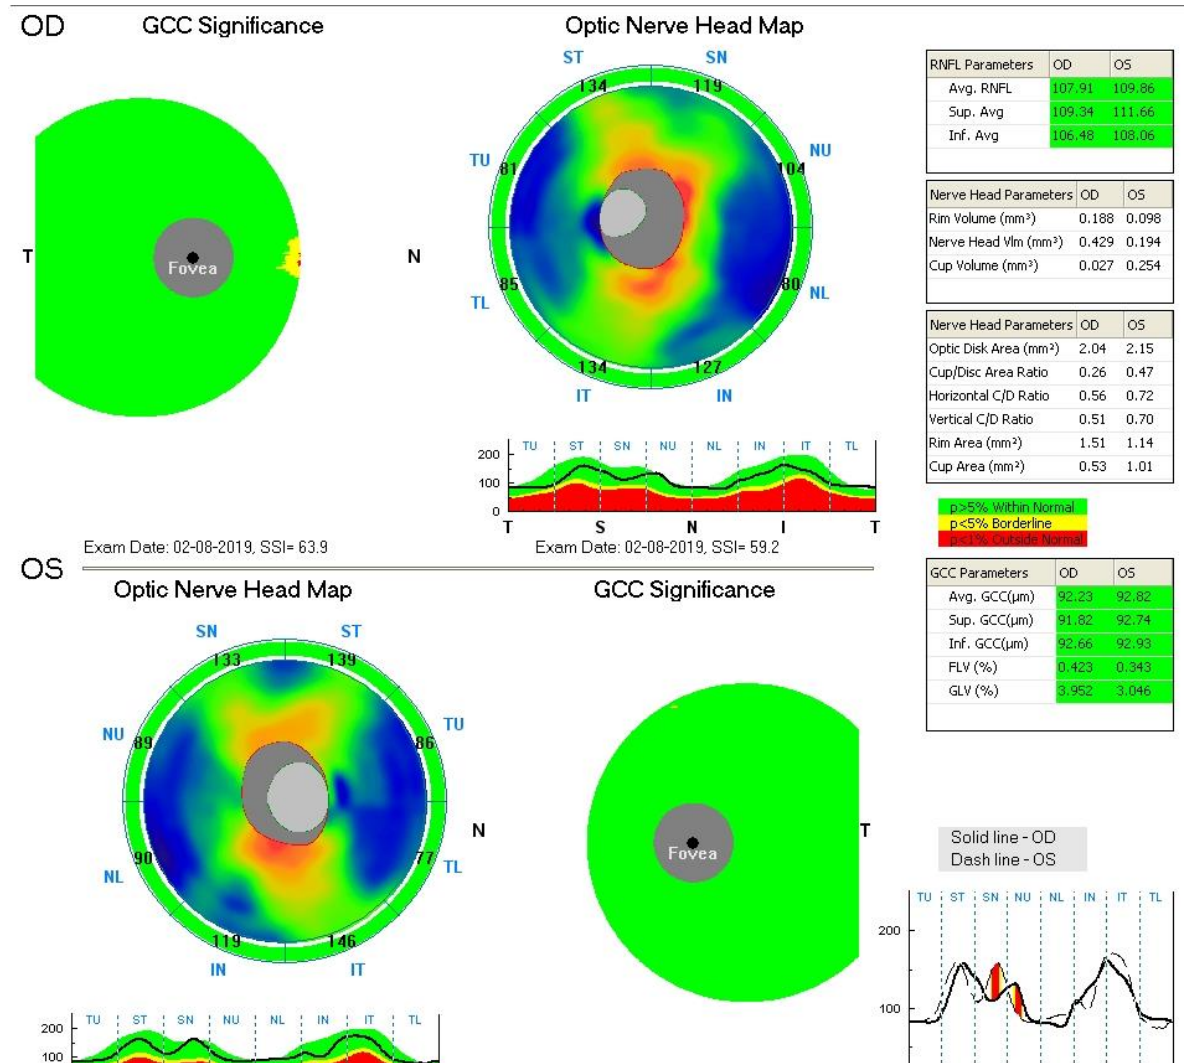 OD GCC Significance Optic Nerve Head Map
ST SN
134 119
TU 81 104 NU
T Fovea N
TL 85 80 NL
134 127
IT IN
TU ST SN NU NL IN IT TL
200
100
0
T S N I T
Exam Date: 02-08-2019, SSI= 63.9 Exam Date: 02-08-2019, SSI= 59.2
RNFL Parameters OD OS
Avg. RNFL 107.91 109.86
Sup. Avg 109.34 111.66
Inf. Avg 106.48 108.06
Nerve Head Parameters OD OS
Rim Volume (mm³) 0.188 0.098
Nerve Head Vlm (mm³) 0.429 0.194
Cup Volume (mm³) 0.027 0.254
Nerve Head Parameters OD OS
Optic Disk Area (mm²) 2.04 2.15
Cup/Disc Area Ratio 0.26 0.47
Horizontal C/D Ratio 0.56 0.72
Vertical C/D Ratio 0.51 0.70
Rim Area (mm²) 1.51 1.14
Cup Area (mm²) 0.53 1.01
p>5% Within Normal
p<5% Borderline
p<1% Outside Normal
OS
Optic Nerve Head Map GCC Significance
SN ST
133 139
NU 89 86 TU
N Fovea T
NL 90 77 TL
119 146
IN IT
TU ST SN NU NL IN IT TL
200
100
GCC Parameters OD OS
Avg. GCC(µm) 92.23 92.82
Sup. GCC(µm) 91.82 92.74
Inf. GCC(µm) 92.66 92.93
FLV (%) 0.423 0.343
GLV (%) 3.952 3.046
Solid line - OD
Dash line - OS
TU ST SN NU NL IN IT TL
200
100